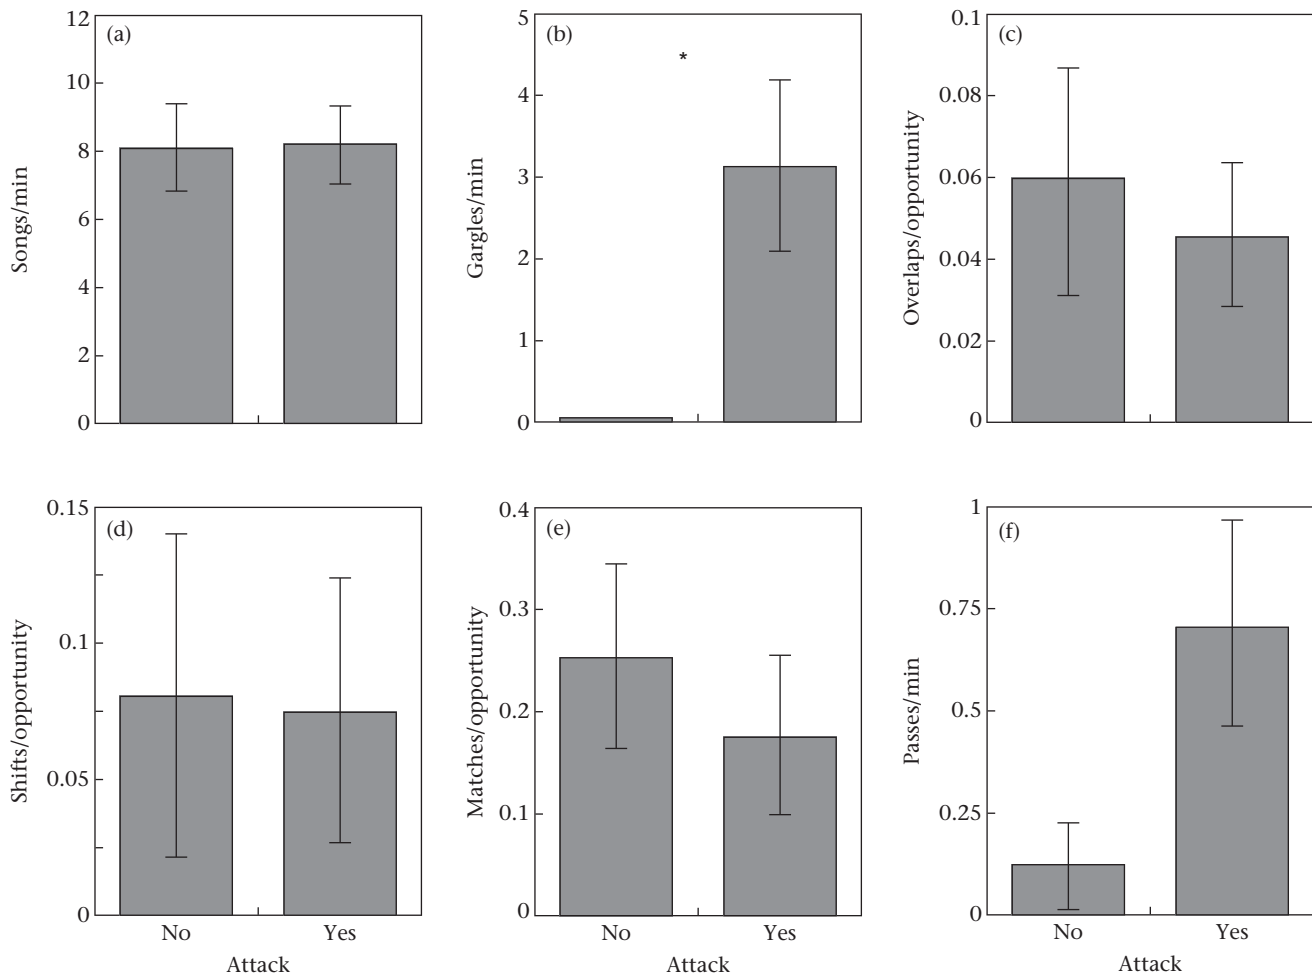 (a)
12
10
8
6
4
2
0
Songs/min
(b)
*
5
4
3
2
1
0
Gargles/min
(c)
0.1
0.08
0.06
0.04
0.02
0
Overlaps/opportunity
(d)
0.15
0.1
0.05
0
Shifts/opportunity
No Yes
Attack
(e)
0.4
0.3
0.2
0.1
0
Matches/opportunity
No Yes
Attack
(f)
1
0.75
0.5
0.25
0
Passes/min
No Yes
Attack